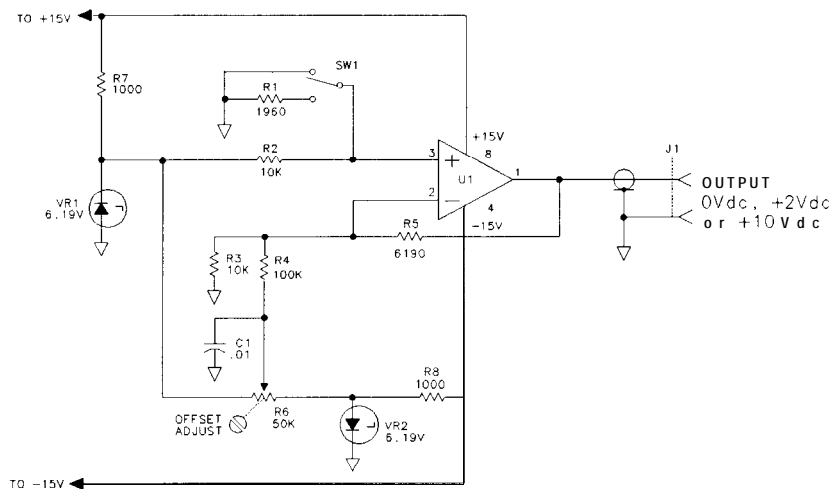 TO +15V
R7
1000
SW1
R1
1960
R2
10K
+15V
3
+
8
U1
1
2
−
4
-15V
J1
OUTPUT
0Vdc, +2Vdc
or +10Vdc
VR1
6.19V
L
R3
10K
R4
100K
R5
6190
C1
.01
R8
1000
OFFSET
ADJUST
R6
50K
VR2
6.19V
L
TO -15V